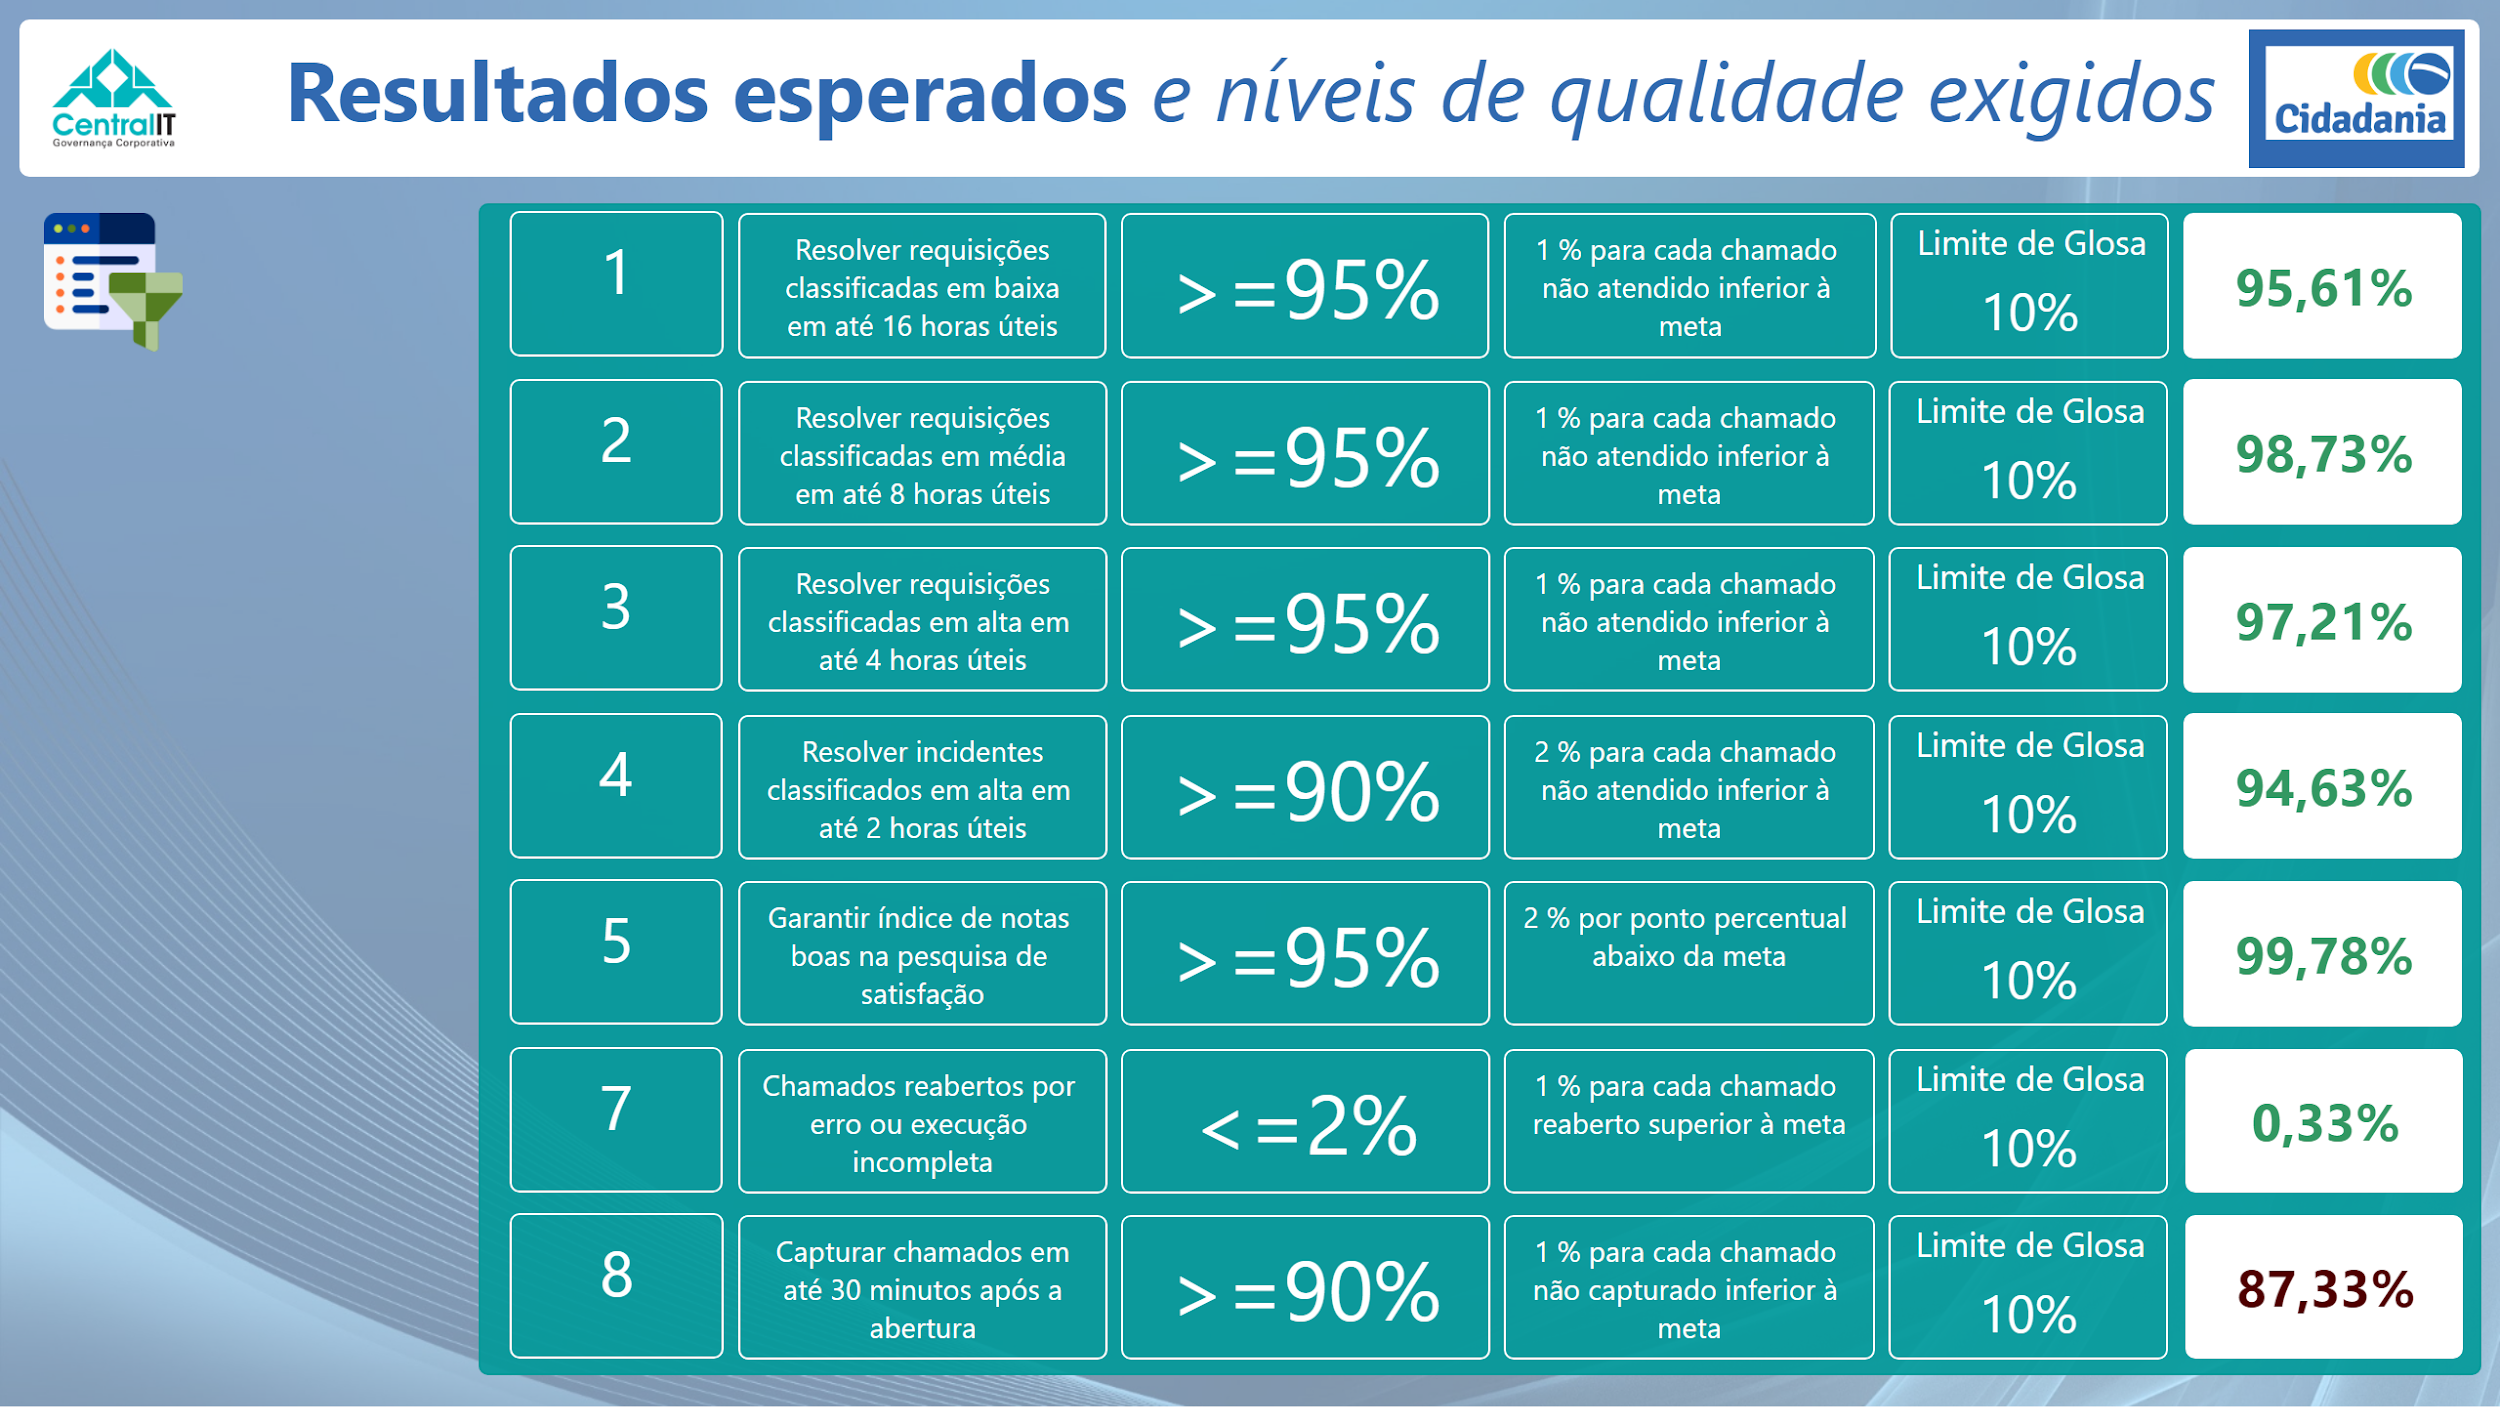 CentralIT
Governança Corporativa
Resultados esperados e níveis de qualidade exigidos
Cidadania
1
Resolver requisições
classificadas em baixa
em até 16 horas úteis
>=95%
1 % para cada chamado
não atendido inferior à
meta
Limite de Glosa
10%
95,61%
2
Resolver requisições
classificadas em média
em até 8 horas úteis
>=95%
1 % para cada chamado
não atendido inferior à
meta
Limite de Glosa
10%
98,73%
3
Resolver requisições
classificadas em alta em
até 4 horas úteis
>=95%
1 % para cada chamado
não atendido inferior à
meta
Limite de Glosa
10%
97,21%
4
Resolver incidentes
classificados em alta em
até 2 horas úteis
>=90%
2 % para cada chamado
não atendido inferior à
meta
Limite de Glosa
10%
94,63%
5
Garantir índice de notas
boas na pesquisa de
satisfação
>=95%
2 % por ponto percentual
abaixo da meta
Limite de Glosa
10%
99,78%
7
Chamados reabertos por
erro ou execução
incompleta
<=2%
1 % para cada chamado
reaberto superior à meta
Limite de Glosa
10%
0,33%
8
Capturar chamados em
até 30 minutos após a
abertura
>=90%
1 % para cada chamado
não capturado inferior à
meta
Limite de Glosa
10%
87,33%